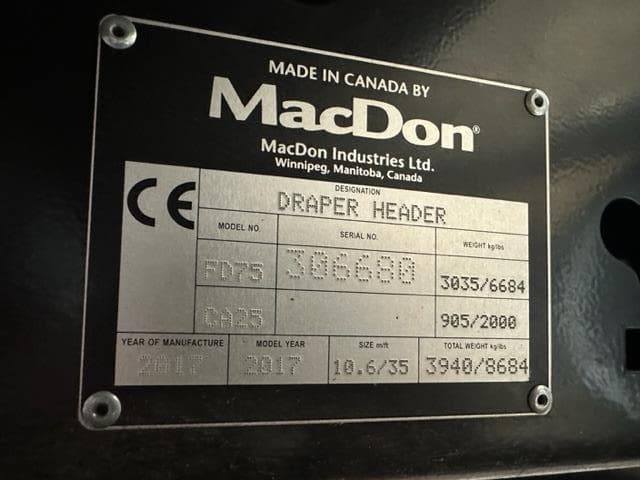 MADE IN CANADA BY
MacDon®
MacDon Industries Ltd.
Winnipeg, Manitoba, Canada
CE
DESIGNATION
DRAPER HEADER
MODEL NO. SERIAL NO. WEIGHT kg/lbs
FD75 306680 3035/6684
CA25 905/2000
YEAR OF MANUFACTURE MODEL YEAR SIZE m/ft TOTAL WEIGHT kg/lbs
2017 2017 10.6/35 3940/8684